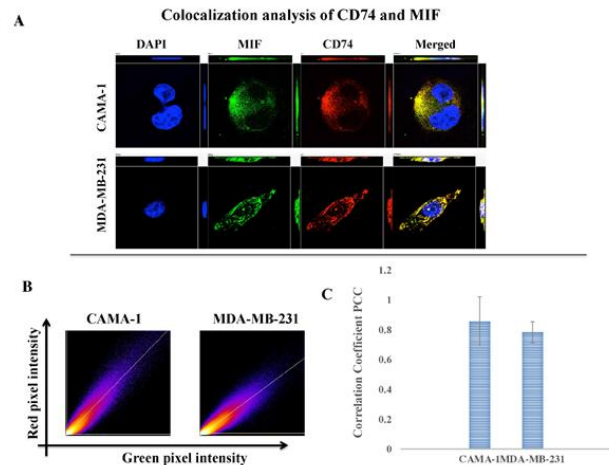 A
Colocalization analysis of CD74 and MIF
DAPI MIF CD74 Merged
CAMA-1
MDA-MB-231
B
CAMA-1 MDA-MB-231
Red pixel intensity
Green pixel intensity
C
Correlation Coefficient PCC
1.2
1
0.8
0.6
0.4
0.2
0
CAMA-1MDA-MB-231